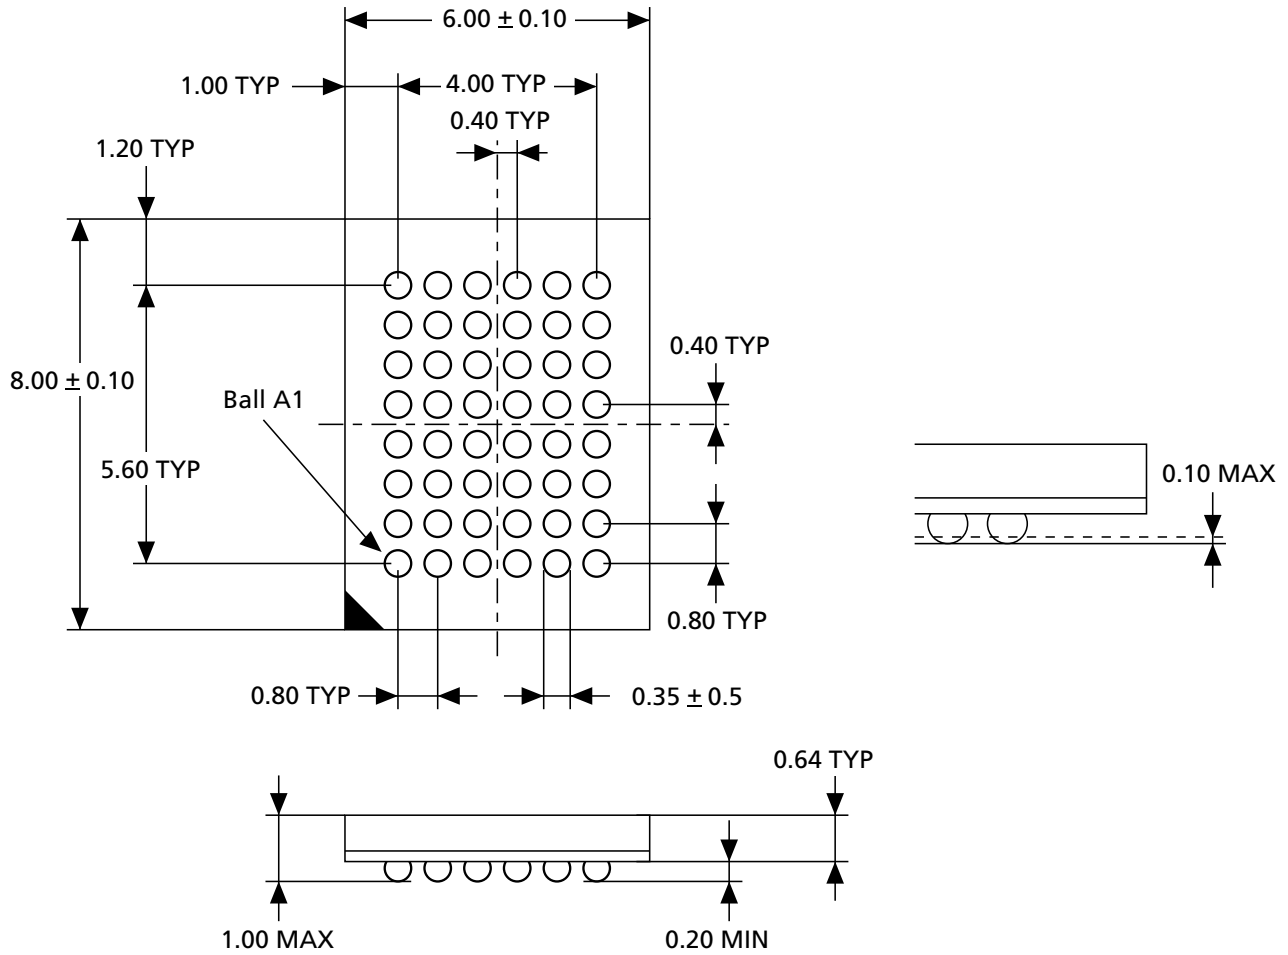 6.00 ± 0.10
1.00 TYP
4.00 TYP
0.40 TYP
1.20 TYP
0.40 TYP
8.00 ± 0.10
Ball A1
5.60 TYP
0.10 MAX
0.80 TYP
0.80 TYP
0.35 ± 0.5
0.64 TYP
1.00 MAX
0.20 MIN